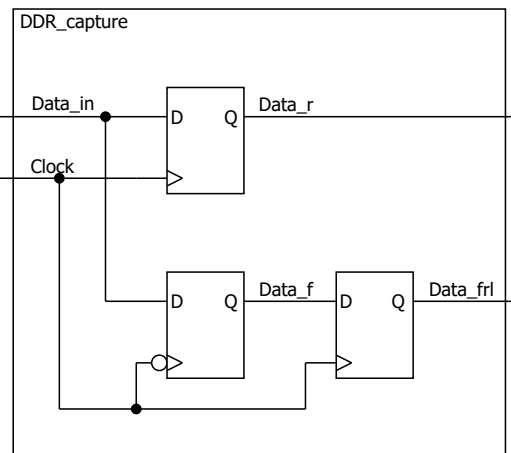 DDR_capture
Data_in
D
Q
Data_r
Clock
D
Q
Data_f
D
Q
Data_frl